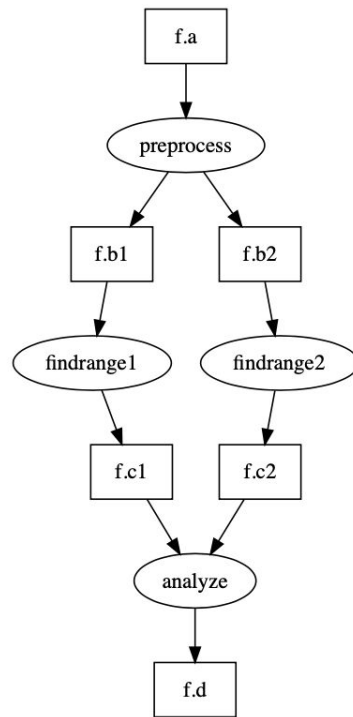 f.a
preprocess
f.b1
f.b2
findrange1
findrange2
f.c1
f.c2
analyze
f.d